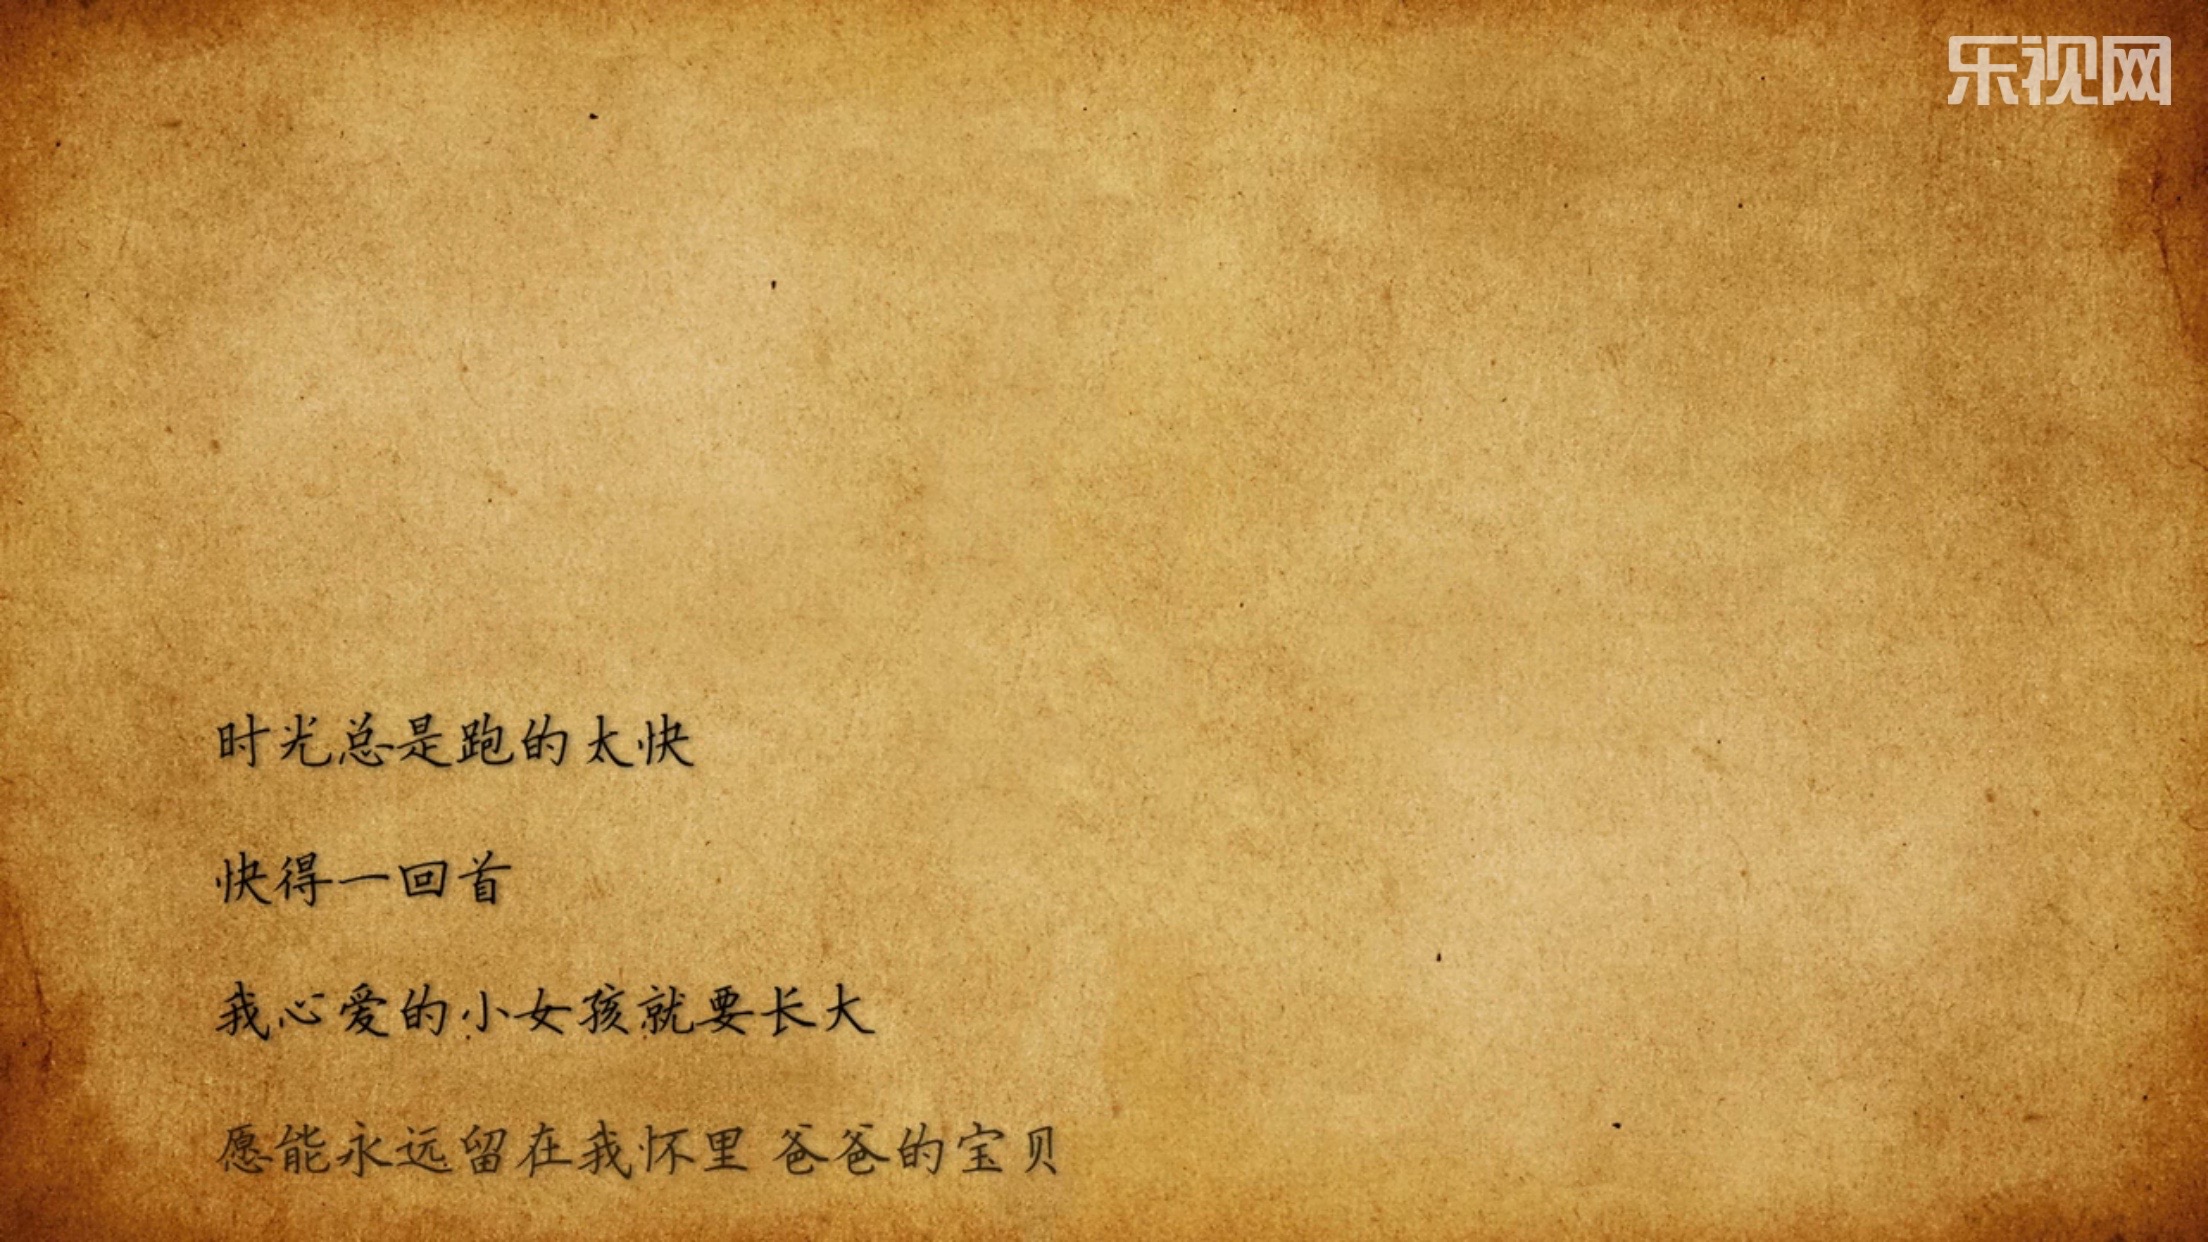 乐视网
时光总是跑的太快
快得一回首
我心爱的小女孩就要长大
愿能永远留在我怀里 爸爸的宝贝